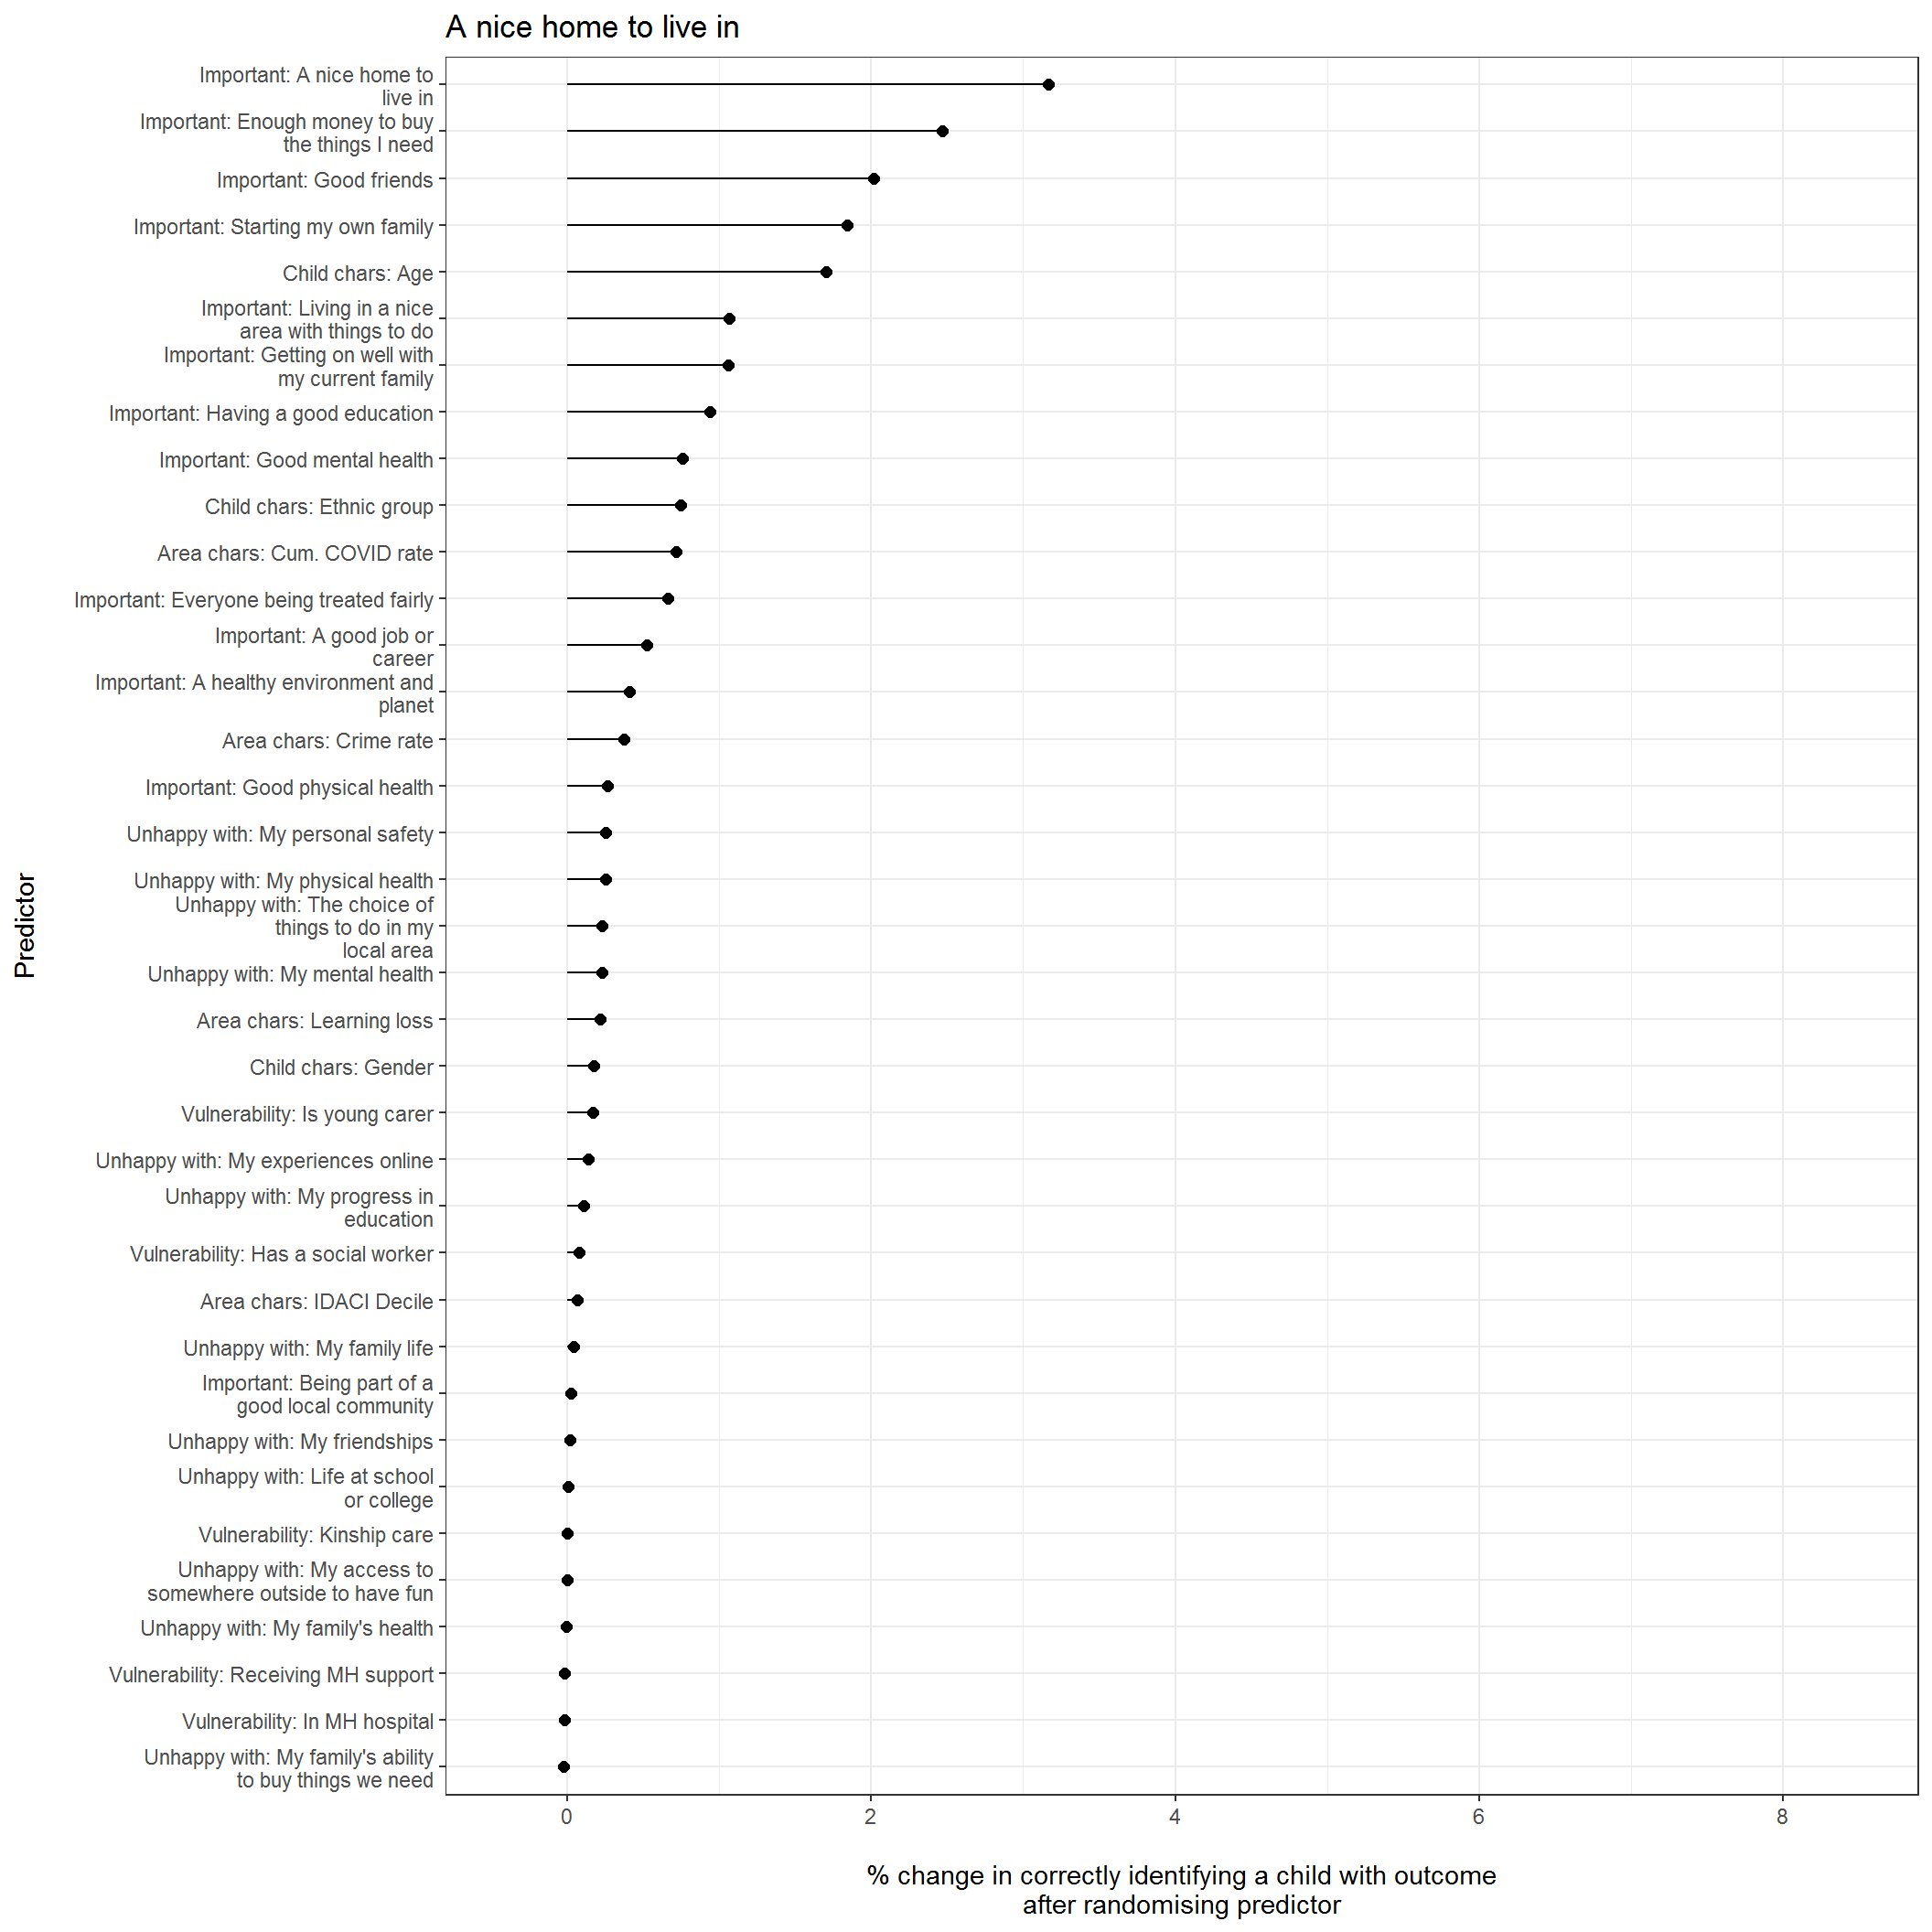 A nice home to live in
Important: A nice home to
live in
Important: Enough money to buy
the things I need
Important: Good friends
Important: Starting my own family
Child chars: Age
Important: Living in a nice
area with things to do
Important: Getting on well with
my current family
Important: Having a good education
Important: Good mental health
Child chars: Ethnic group
Area chars: Cum. COVID rate
Important: Everyone being treated fairly
Important: A good job or
career
Important: A healthy environment and
planet
Area chars: Crime rate
Important: Good physical health
Unhappy with: My personal safety
Unhappy with: My physical health
Unhappy with: The choice of
things to do in my
local area
Unhappy with: My mental health
Area chars: Learning loss
Child chars: Gender
Vulnerability: Is young carer
Unhappy with: My experiences online
Unhappy with: My progress in
education
Vulnerability: Has a social worker
Area chars: IDACI Decile
Unhappy with: My family life
Important: Being part of a
good local community
Unhappy with: My friendships
Unhappy with: Life at school
or college
Vulnerability: Kinship care
Unhappy with: My access to
somewhere outside to have fun
Unhappy with: My family's health
Vulnerability: Receiving MH support
Vulnerability: In MH hospital
Unhappy with: My family's ability
to buy things we need
Predictor
0 2 4 6 8
% change in correctly identifying a child with outcome
after randomising predictor